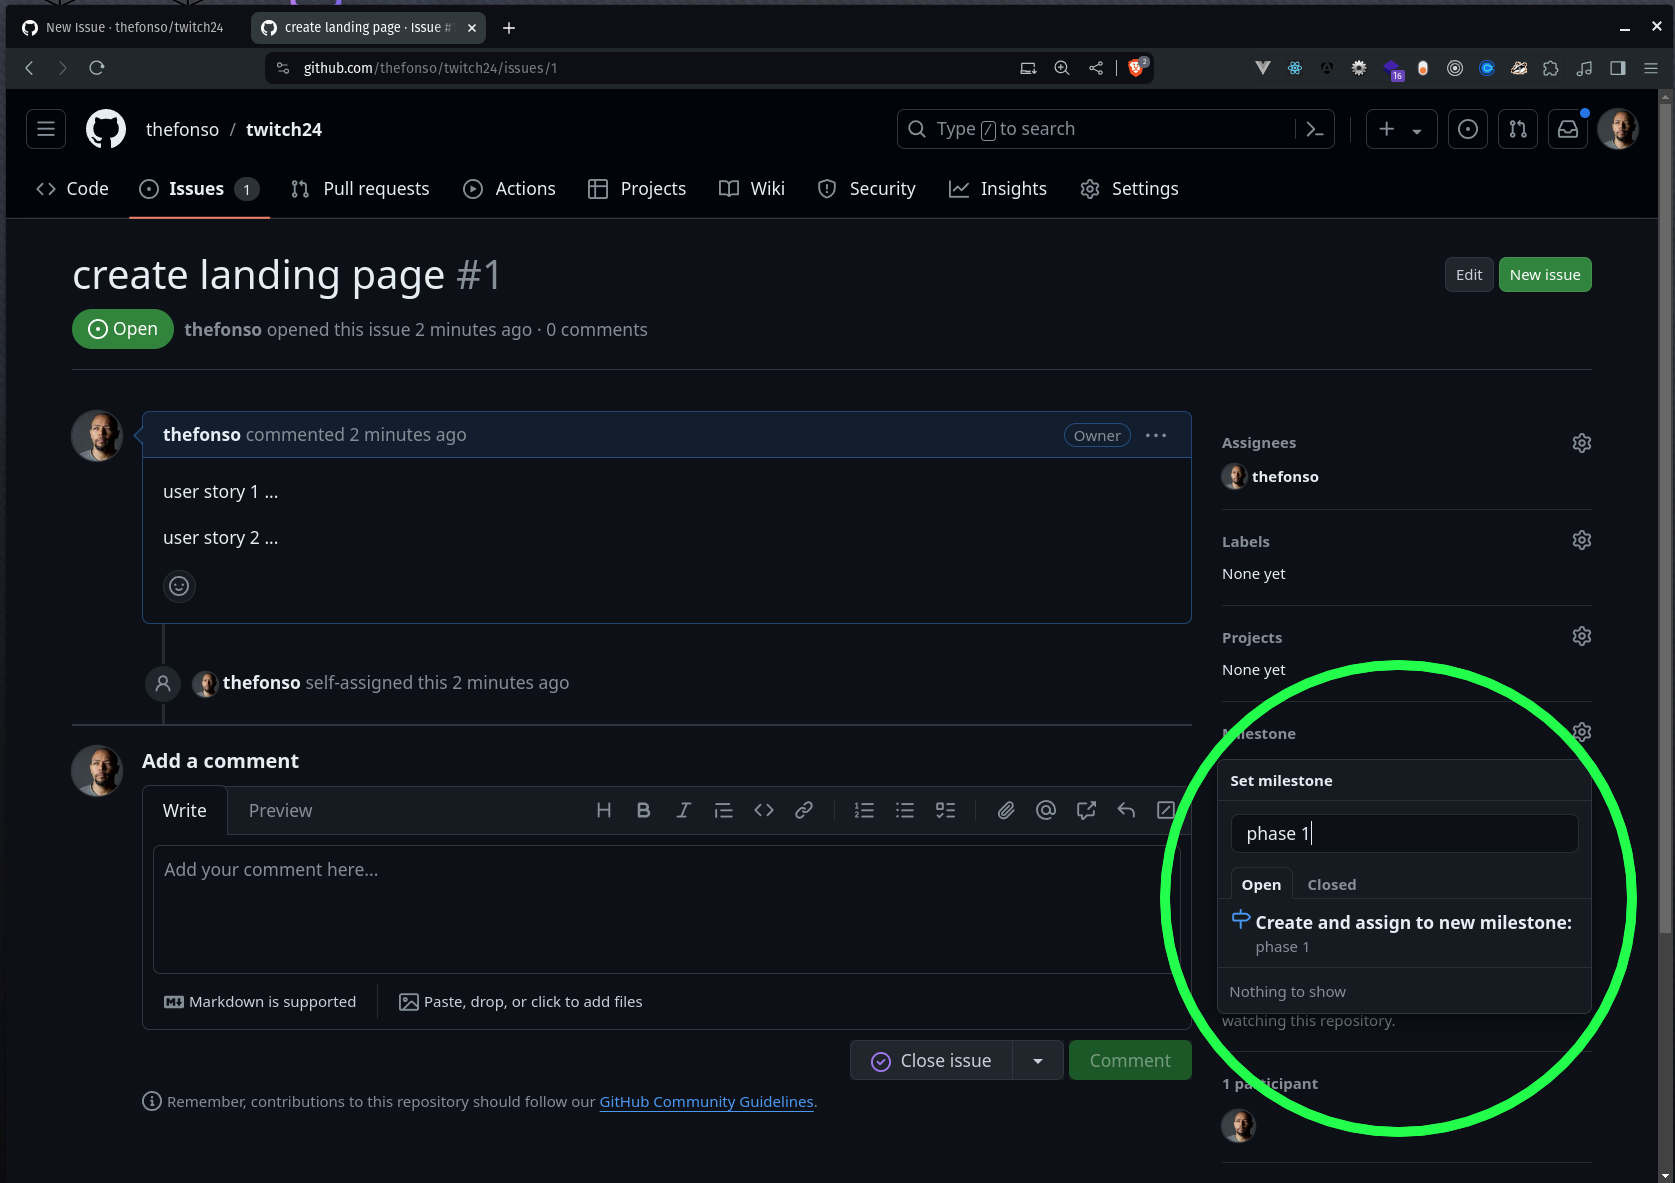 New Issue · thefonso/twitch24
create landing page · Issue #
github.com/thefonso/twitch24/issues/1
2
16
thefonso / twitch24
Type / to search
Code
Issues 1
Pull requests
Actions
Projects
Wiki
Security
Insights
Settings
create landing page #1
Edit
New issue
Open
thefonso opened this issue 2 minutes ago · 0 comments
thefonso commented 2 minutes ago
Owner
user story 1 ...
user story 2 ...
thefonso self-assigned this 2 minutes ago
Add a comment
Write
Preview
H B I
Add your comment here...
Markdown is supported
Paste, drop, or click to add files
Close issue
Comment
Remember, contributions to this repository should follow our GitHub Community Guidelines.
Assignees
thefonso
Labels
None yet
Projects
None yet
Milestone
Set milestone
phase 1
Open
Closed
Create and assign to new milestone:
phase 1
Nothing to show
watching this repository.
1 participant